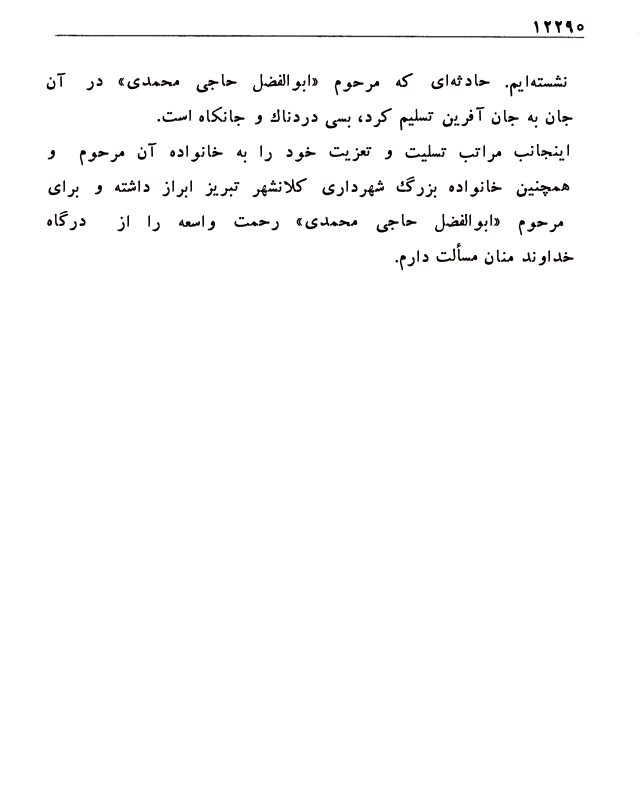 ۱۲۲۹۵
نشسته‌ایم. حادثه‌ای که مرحوم «ابوالفضل حاجی محمدی» در آن
جان به جان آفرین تسلیم کرد، بسی دردناك و جانکاه است.
اینجانب مراتب تسلیت و تعزیت خود را به خانواده آن مرحوم و
همچنین خانواده بزرگ شهرداری کلانشهر تبریز ابراز داشته و برای
مرحوم «ابوالفضل حاجی محمدی» رحمت واسعه را از درگاه
خداوند منان مسألت دارم.